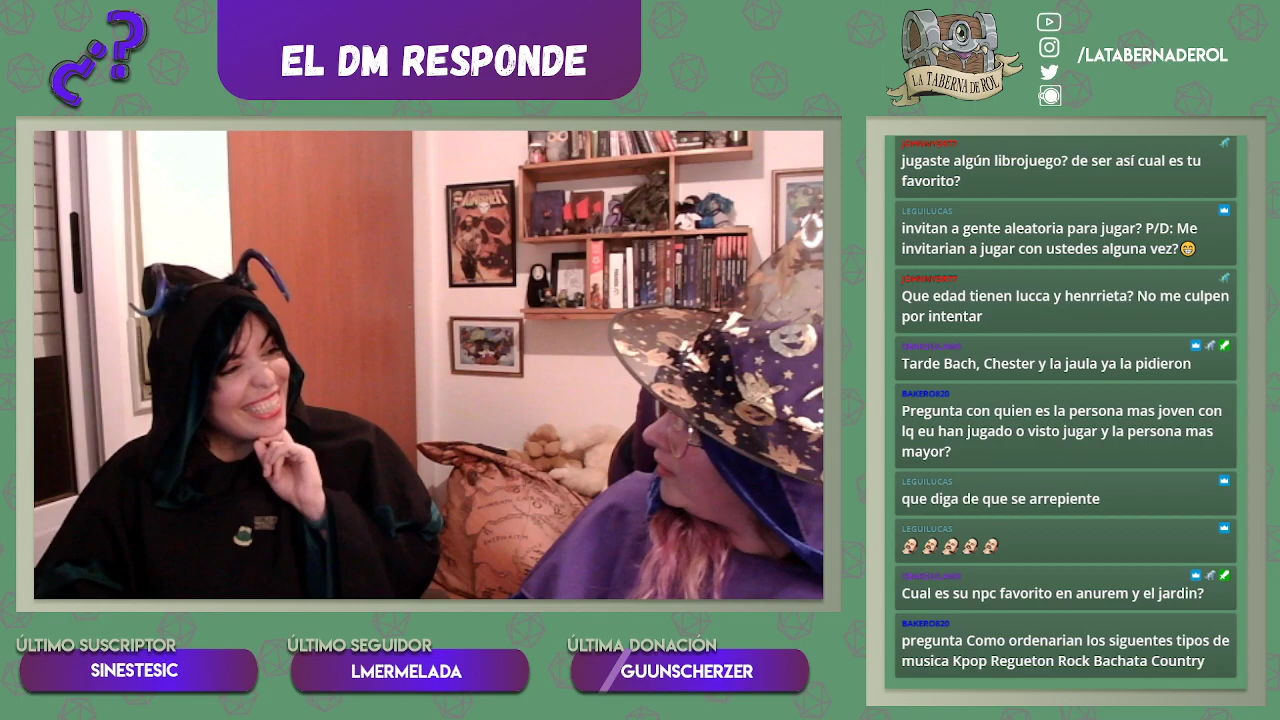 ¿?
EL DM RESPONDE
LA TABERNA DE ROL
/LATABERNADEROL
jugaste algún librojuego? de ser así cual es tu
favorito?
LEGUILUCAS
invitan a gente aleatoria para jugar? P/D: Me
invitarian a jugar con ustedes alguna vez? 😁
Que edad tienen lucca y henrrieta? No me culpen
por intentar
Tarde Bach, Chester y la jaula ya la pidieron
BAKERO820
Pregunta con quien es la persona mas joven con
lq eu han jugado o visto jugar y la persona mas
mayor?
LEGUILUCAS
que diga de que se arrepiente
LEGUILUCAS
Cual es su npc favorito en anurem y el jardin?
BAKERO820
pregunta Como ordenarian los siguentes tipos de
musica Kpop Regueton Rock Bachata Country
ÚLTIMO SUSCRIPTOR
SINESTESIC
ÚLTIMO SEGUIDOR
LMERMELADA
ÚLTIMA DONACIÓN
GUUNSCHERZER